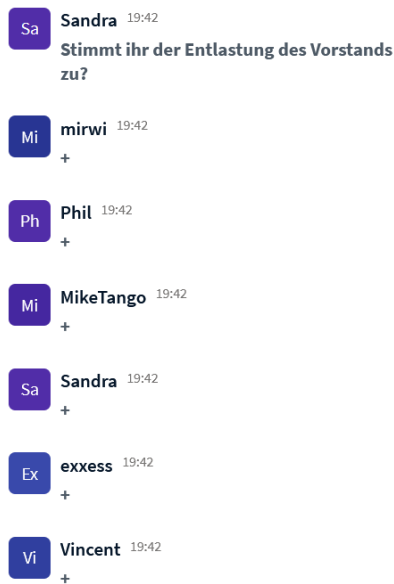 Sa
Sandra 19:42
Stimmt ihr der Entlastung des Vorstands
zu?
Mi
mirwi 19:42
+
Ph
Phil 19:42
+
Mi
MikeTango 19:42
+
Sa
Sandra 19:42
+
Ex
exxess 19:42
+
Vi
Vincent 19:42
+